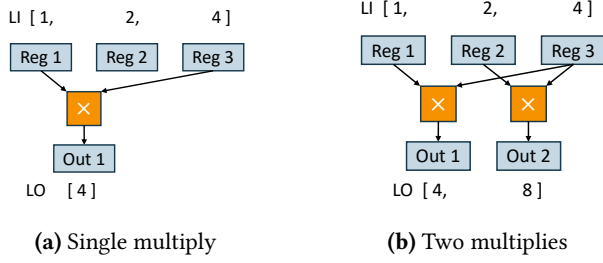 LI [ 1, 2, 4 ]
Reg 1 Reg 2 Reg 3
×
Out 1
LO [ 4 ]
(a) Single multiply
LI [ 1, 2, 4 ]
Reg 1 Reg 2 Reg 3
× ×
Out 1 Out 2
LO [ 4, 8 ]
(b) Two multiplies